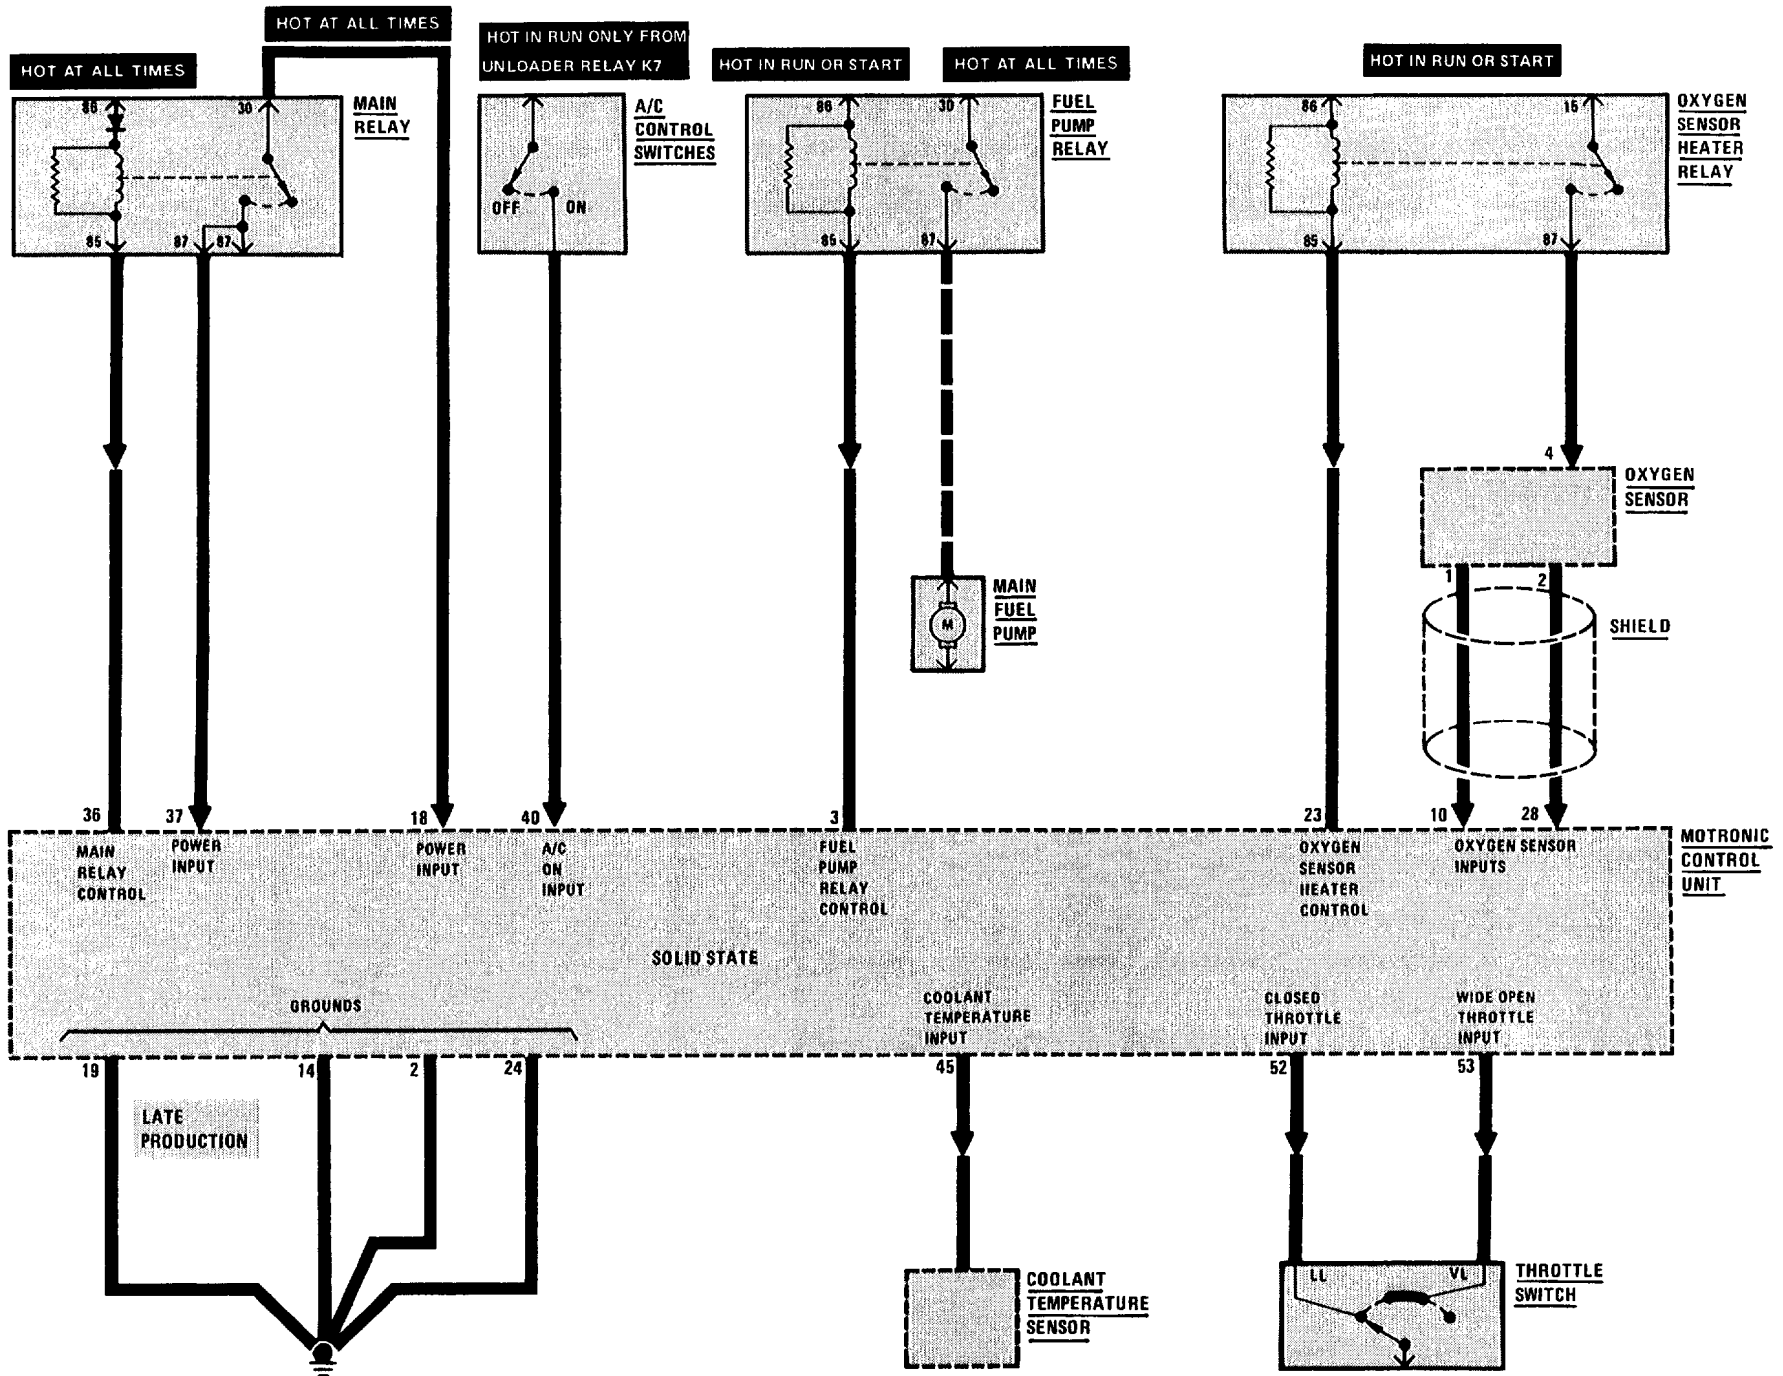 HOT AT ALL TIMES
HOT AT ALL TIMES
HOT IN RUN ONLY FROM
UNLOADER RELAY K7
HOT IN RUN OR START
HOT AT ALL TIMES
HOT IN RUN OR START
86
30
MAIN
RELAY
85
87
87
A/C
CONTROL
SWITCHES
OFF
ON
86
30
FUEL
PUMP
RELAY
85
87
86
15
OXYGEN
SENSOR
HEATER
RELAY
85
87
4
OXYGEN
SENSOR
1
2
SHIELD
M
MAIN
FUEL
PUMP
36
37
18
40
3
23
10
28
MAIN
RELAY
CONTROL
POWER
INPUT
POWER
INPUT
A/C
ON
INPUT
FUEL
PUMP
RELAY
CONTROL
OXYGEN
SENSOR
HEATER
CONTROL
OXYGEN SENSOR
INPUTS
MOTRONIC
CONTROL
UNIT
SOLID STATE
GROUNDS
COOLANT
TEMPERATURE
INPUT
CLOSED
THROTTLE
INPUT
WIDE OPEN
THROTTLE
INPUT
19
14
2
24
45
52
53
LATE
PRODUCTION
COOLANT
TEMPERATURE
SENSOR
LL
VL
THROTTLE
SWITCH